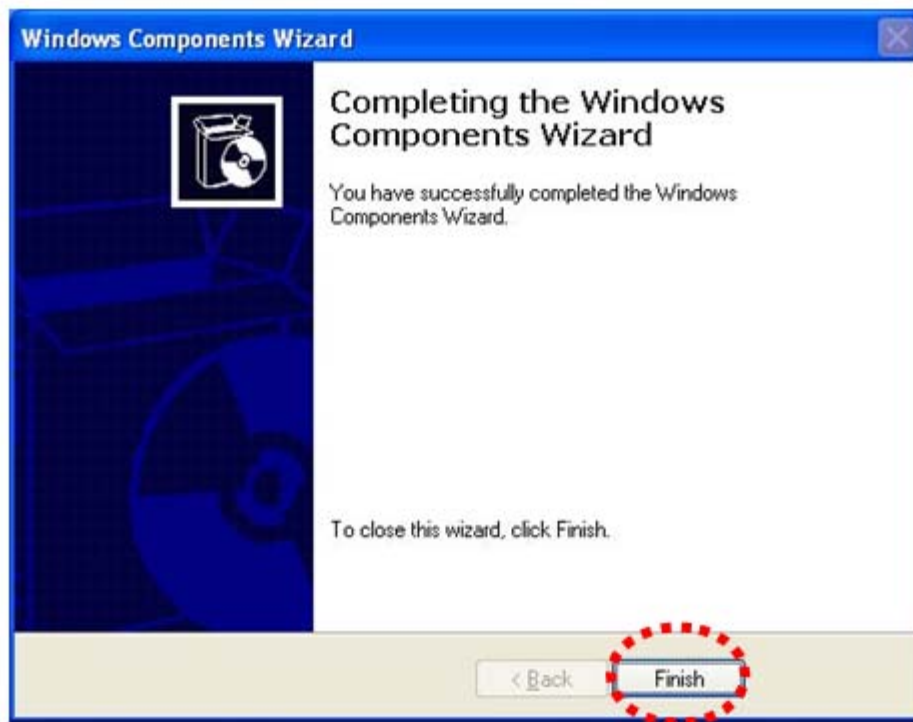 Windows Components Wizard
Completing the Windows
Components Wizard
You have successfully completed the Windows
Components Wizard.
To close this wizard, click Finish.
< Back
Finish